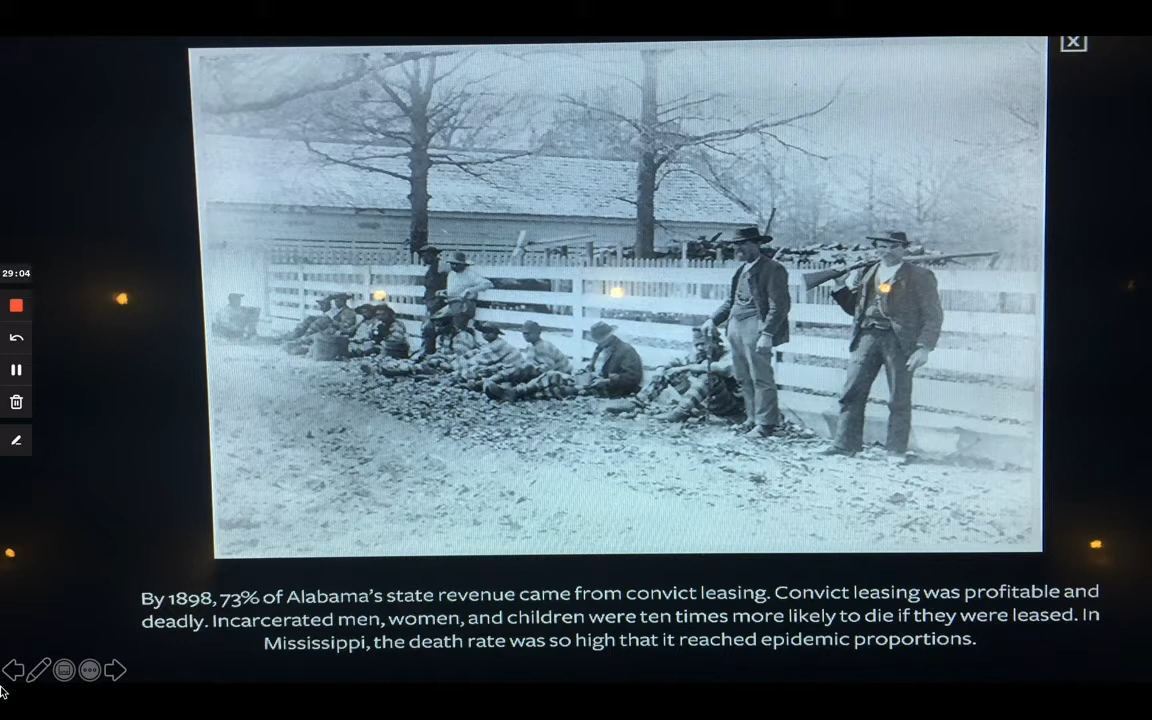 29:04
By 1898, 73% of Alabama's state revenue came from convict leasing. Convict leasing was profitable and
deadly. Incarcerated men, women, and children were ten times more likely to die if they were leased. In
Mississippi, the death rate was so high that it reached epidemic proportions.